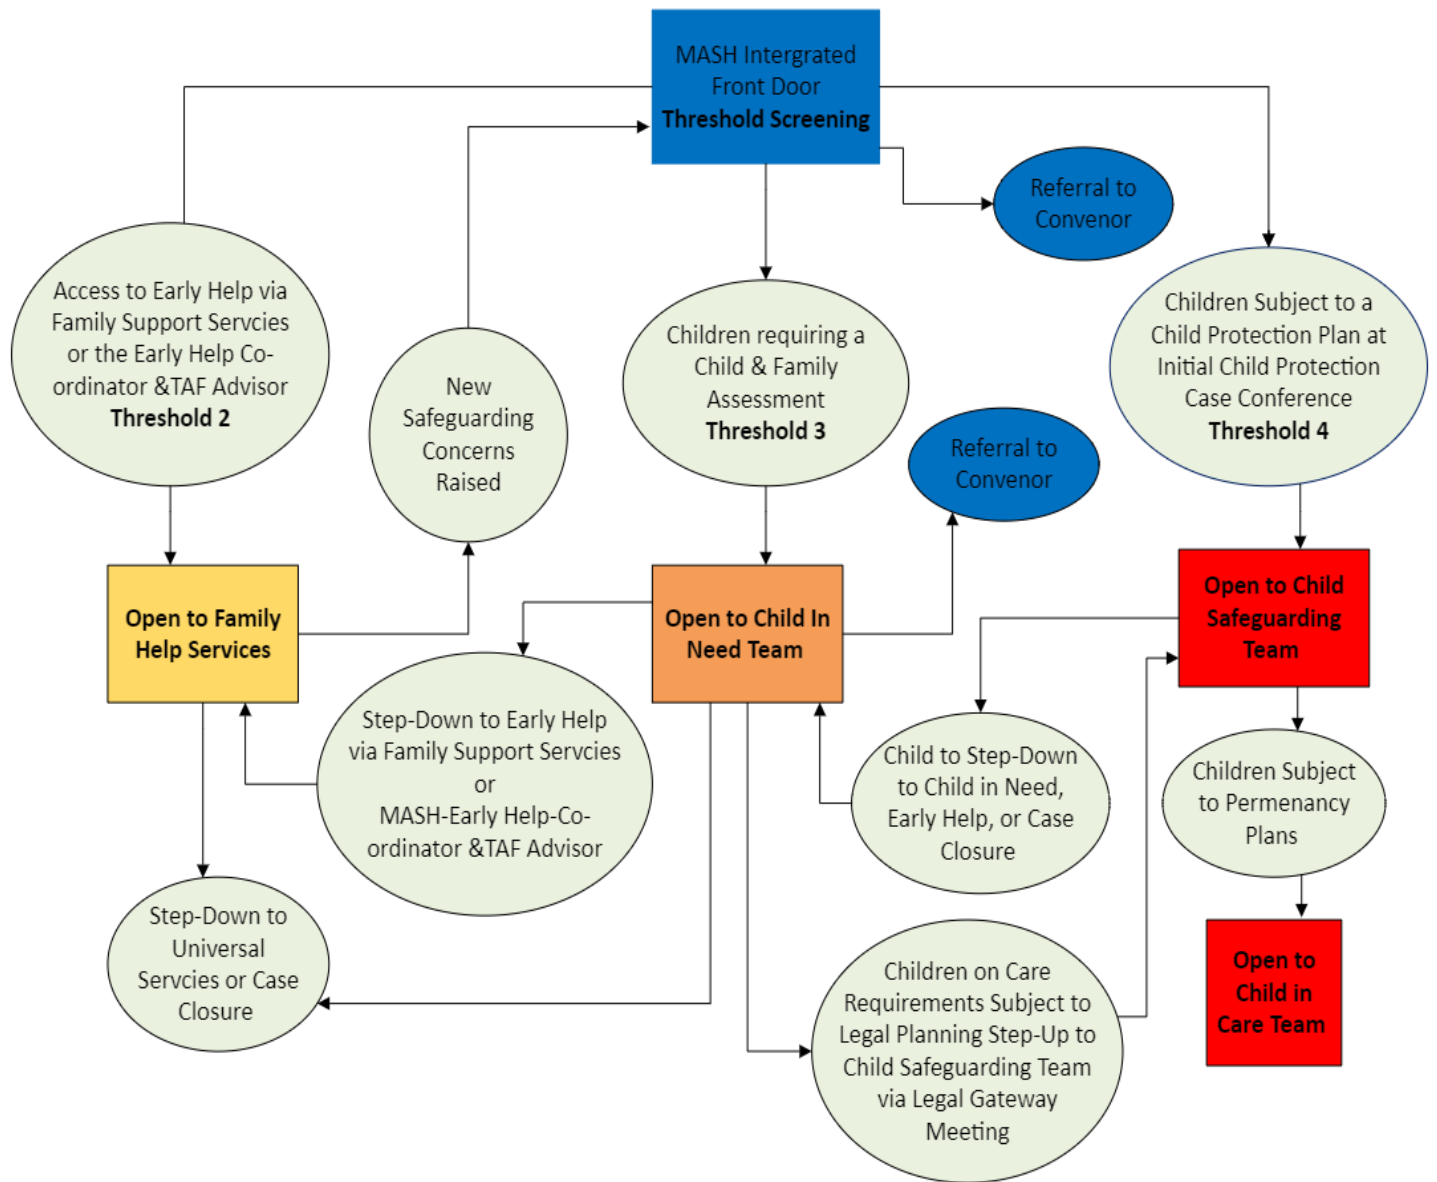 MASH Intergrated
Front Door
Threshold Screening
Referral to
Convenor
Access to Early Help via
Family Support Servcies
or the Early Help Co-
ordinator &TAF Advisor
Threshold 2
New
Safeguarding
Concerns
Raised
Children requiring a
Child & Family
Assessment
Threshold 3
Referral to
Convenor
Children Subject to a
Child Protection Plan at
Initial Child Protection
Case Conference
Threshold 4
Open to Family
Help Services
Open to Child In
Need Team
Open to Child
Safeguarding
Team
Step-Down to Early Help
via Family Support Servcies
or
MASH-Early Help-Co-
ordinator &TAF Advisor
Child to Step-Down
to Child in Need,
Early Help, or Case
Closure
Children Subject
to Permenancy
Plans
Step-Down to
Universal
Servcies or Case
Closure
Children on Care
Requirements Subject to
Legal Planning Step-Up to
Child Safeguarding Team
via Legal Gateway
Meeting
Open to
Child in
Care Team